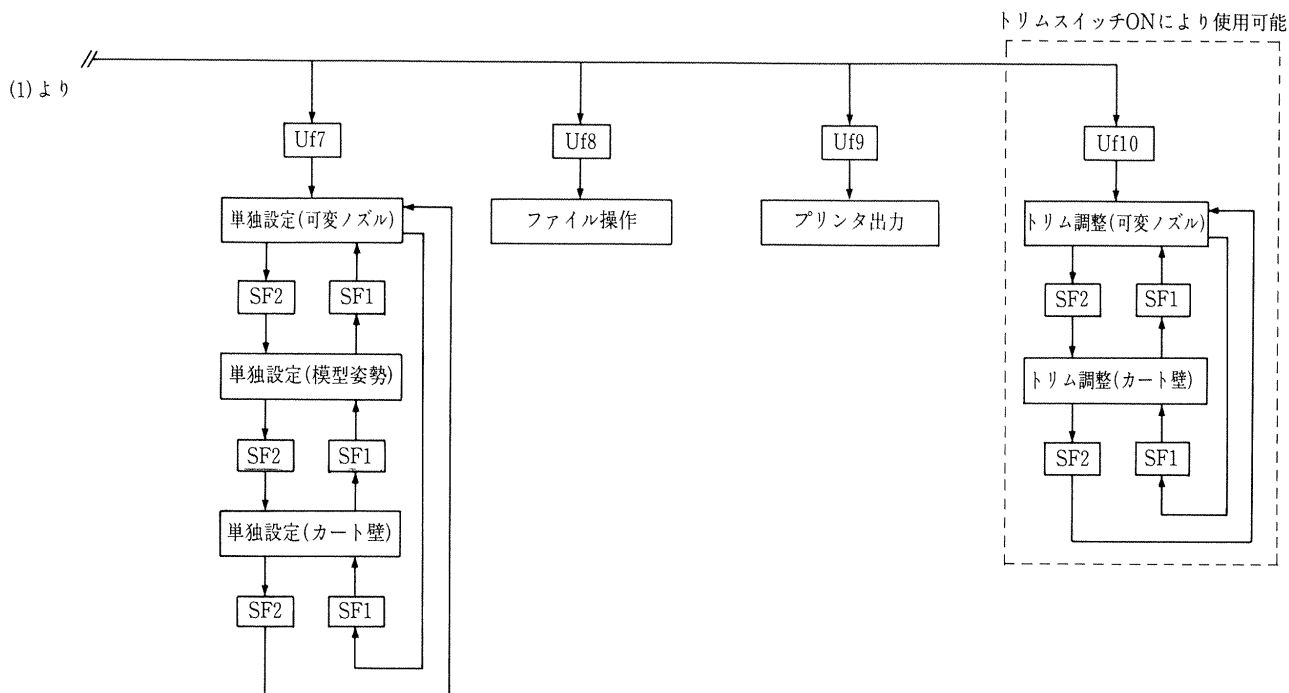 トリムスイッチONにより使用可能
(1)より
Uf7
Uf8
Uf9
Uf10
単独設定(可変ノズル)
ファイル操作
プリンタ出力
トリム調整(可変ノズル)
SF2
SF1
SF2
SF1
単独設定(模型姿勢)
トリム調整(カート壁)
SF2
SF1
SF2
SF1
単独設定(カート壁)
SF2
SF1